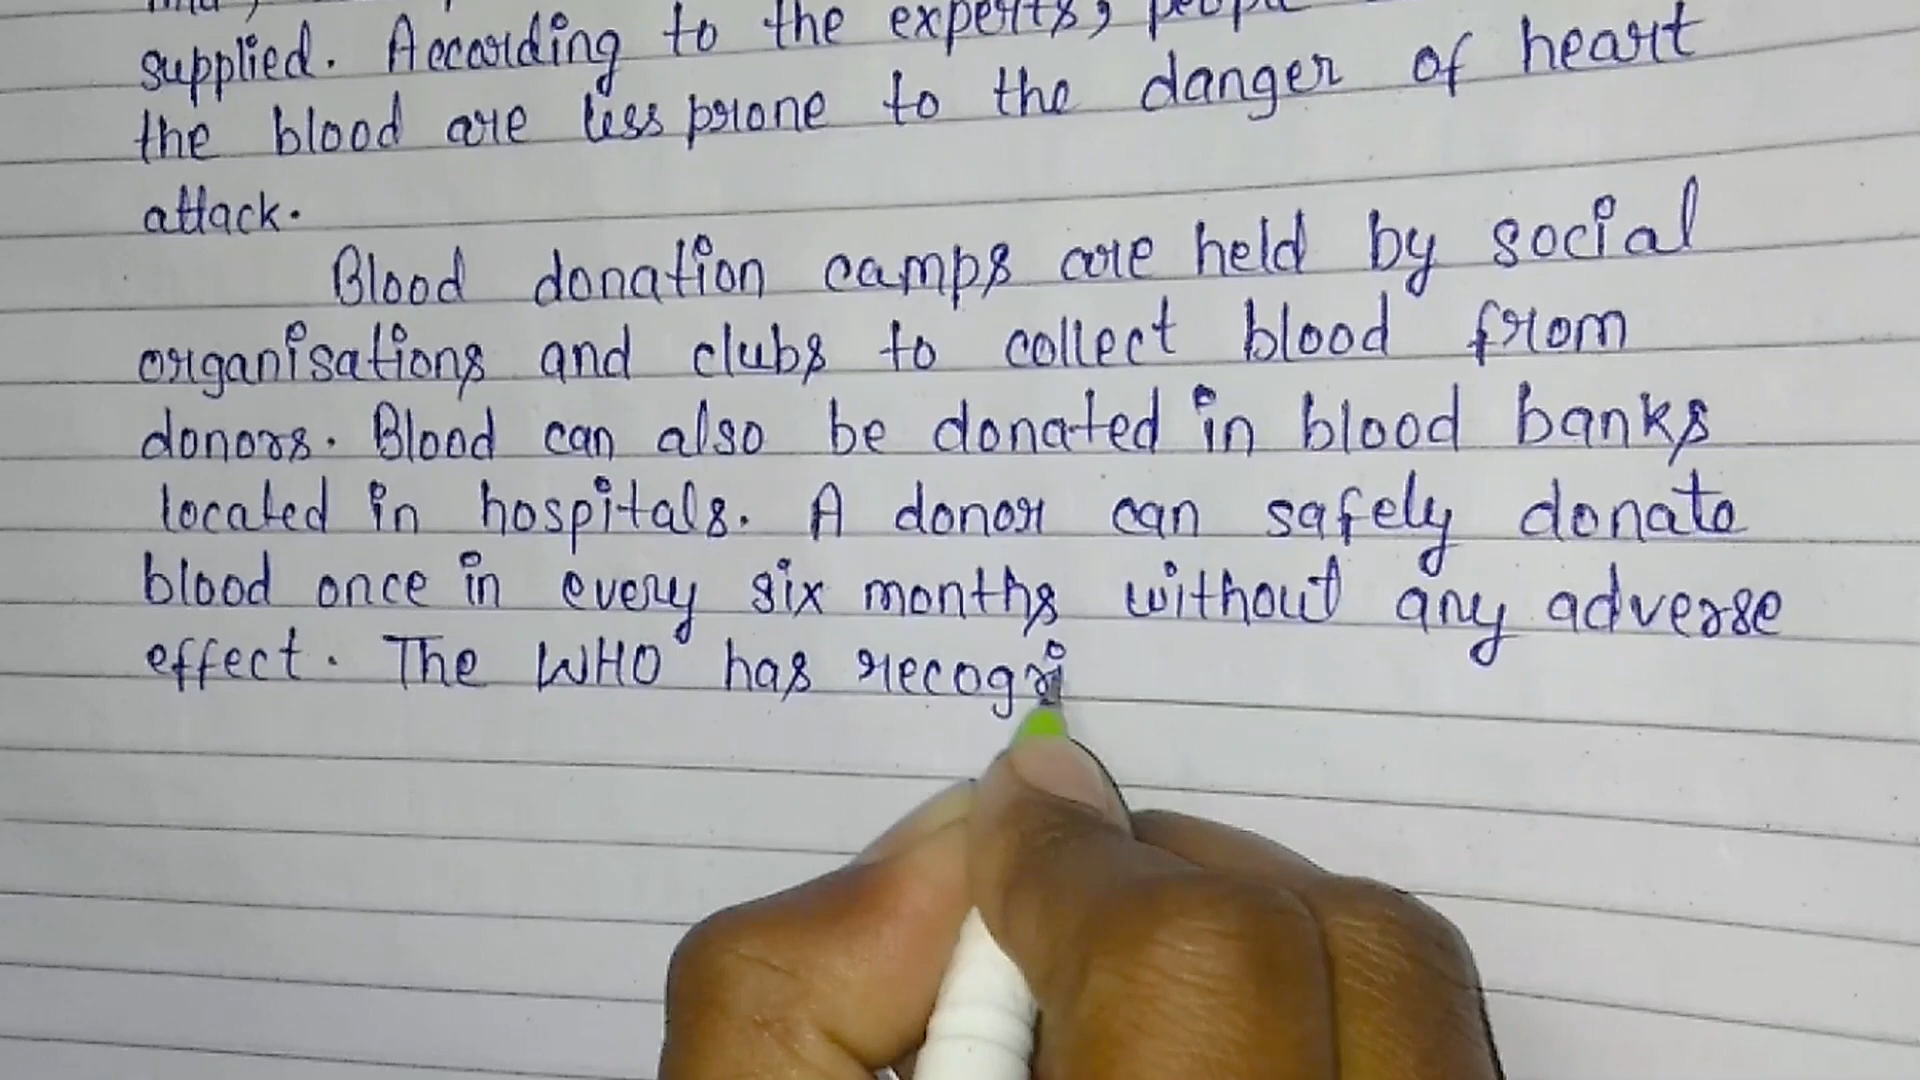 supplied. According to the experts, people
the blood are less prone to the danger of heart
attack.
Blood donation camps are held by social
organisations and clubs to collect blood from
donors. Blood can also be donated in blood banks
located in hospitals. A donor can safely donate
blood once in every six months without any adverse
effect. The WHO has recogni